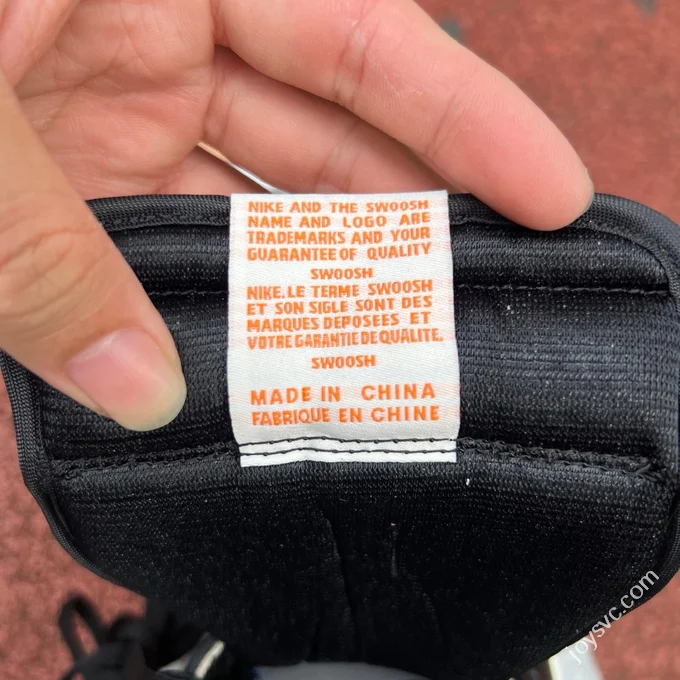 NIKE AND THE SWOOSH
NAME AND LOGO ARE
TRADEMARKS AND YOUR
GUARANTEE OF QUALITY
SWOOSH
NIKE, LE TERME SWOOSH
ET SON SIGLE SONT DES
MARQUES DEPOSEES ET
VOTRE GARANTIE DE QUALITE.
SWOOSH
MADE IN CHINA
FABRIQUE EN CHINE
joysvc.com